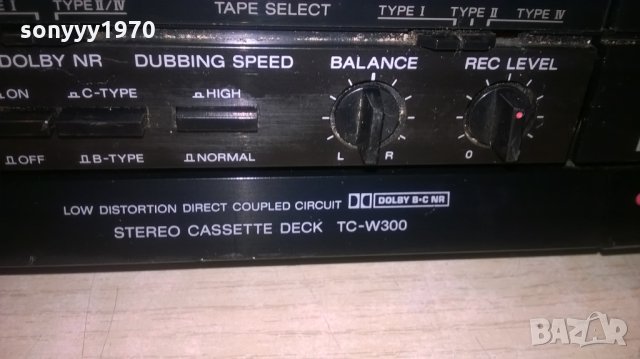 sonyyy1970
TYPE II/IV
TAPE SELECT
TYPE I TYPE II TYPE IV
DOLBY NR DUBBING SPEED BALANCE REC LEVEL
ON C-TYPE HIGH
OFF B-TYPE NORMAL L R 0
LOW DISTORTION DIRECT COUPLED CIRCUIT DOLBY B-C NR
STEREO CASSETTE DECK TC-W300
BAZAR